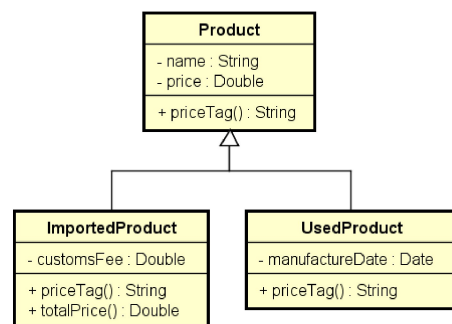 Product
- name : String
- price : Double
+ priceTag() : String
ImportedProduct
- customsFee : Double
+ priceTag() : String
+ totalPrice() : Double
UsedProduct
- manufactureDate : Date
+ priceTag() : String